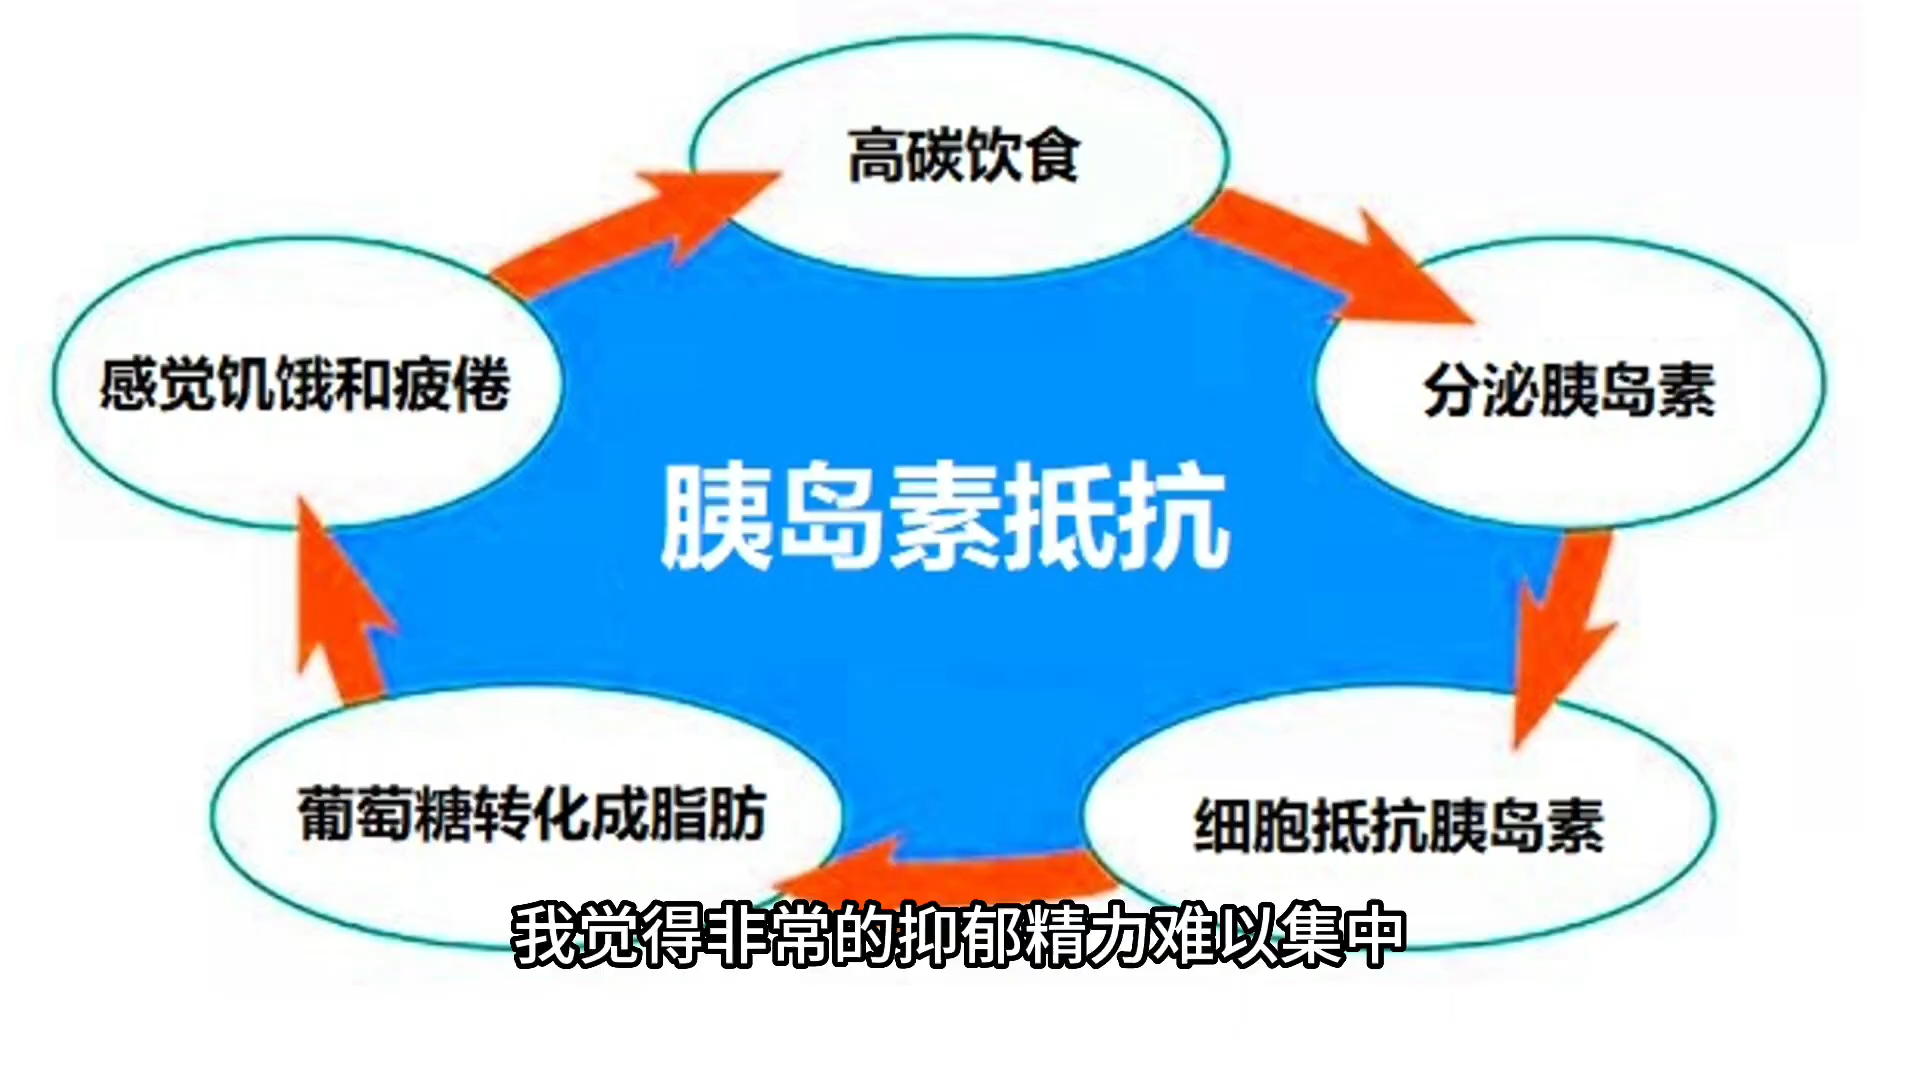 高碳饮食
感觉饥饿和疲倦
分泌胰岛素
胰岛素抵抗
葡萄糖转化成脂肪
细胞抵抗胰岛素
我觉得非常的抑郁精力难以集中